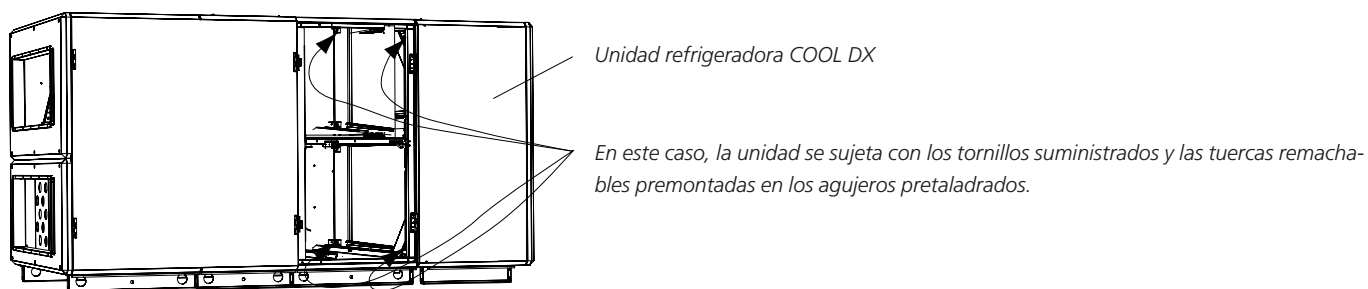 Unidad refrigeradora COOL DX
En este caso, la unidad se sujeta con los tornillos suministrados y las tuercas remacha-
bles premontadas en los agujeros pretaladrados.